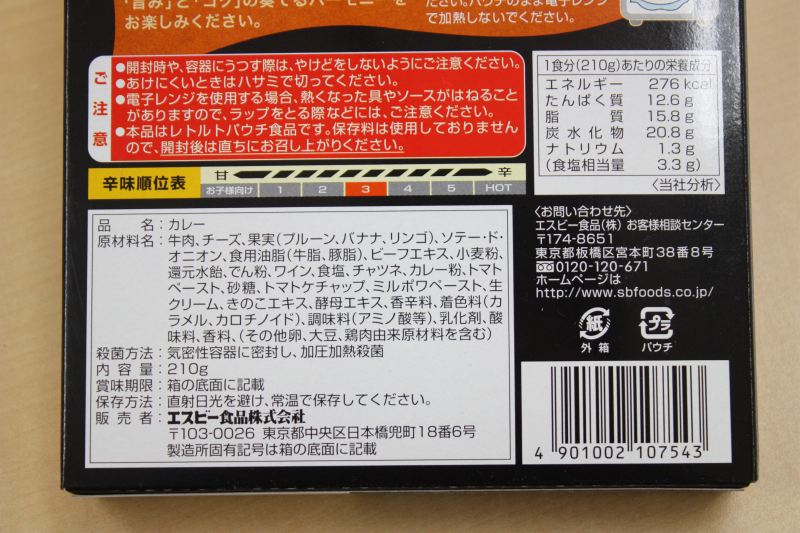 「旨み」と「コク」の奏でるハーモニーを
お楽しみください。
ださい。パウチのまま電子レンジ
で加熱しないでください。
ご注意
●開封時や、容器にうつす際は、やけどをしないようにご注意ください。
●あけにくいときはハサミで切ってください。
●電子レンジを使用する場合、熱くなった具やソースがはねること
がありますので、ラップをとる際などには、ご注意ください。
●本品はレトルトパウチ食品です。保存料は使用しておりません
ので、開封後は直ちにお召し上がりください。
1食分(210g)あたりの栄養成分
エネルギー 276 kcal
たんぱく質 12.6 g
脂質 15.8 g
炭水化物 20.8 g
ナトリウム 1.3 g
(食塩相当量 3.3 g)
〈当社分析〉
辛味順位表
甘 辛
お子様向け 1 2 3 4 5 HOT
品名:カレー
原材料名:牛肉、チーズ、果実(プルーン、バナナ、リンゴ)、ソテー・ド・
オニオン、食用油脂(牛脂、豚脂)、ビーフエキス、小麦粉、
還元水飴、でん粉、ワイン、食塩、チャツネ、カレー粉、トマト
ペースト、砂糖、トマトケチャップ、ミルポワペースト、生
クリーム、きのこエキス、酵母エキス、香辛料、着色料(カ
ラメル、カロチノイド)、調味料(アミノ酸等)、乳化剤、酸
味料、香料、(その他卵、大豆、鶏肉由来原材料を含む)
殺菌方法:気密性容器に密封し、加圧加熱殺菌
内容量:210g
賞味期限:箱の底面に記載
保存方法:直射日光を避け、常温で保存してください。
販売者:エスビー食品株式会社
〒103-0026 東京都中央区日本橋兜町18番6号
製造所固有記号は箱の底面に記載
〈お問い合わせ先〉
エスビー食品(株) お客様相談センター
〒174-8651
東京都板橋区宮本町38番8号
0120-120-671
ホームページは
http://www.sbfoods.co.jp/
紙 プラ
外箱 パウチ
4 901002 107543